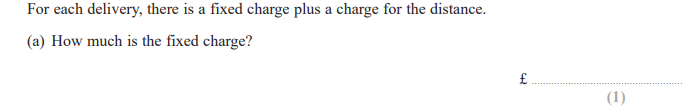 For each delivery, there is a fixed charge plus a charge for the distance.
(a) How much is the fixed charge?
£ ........................................................
(1)